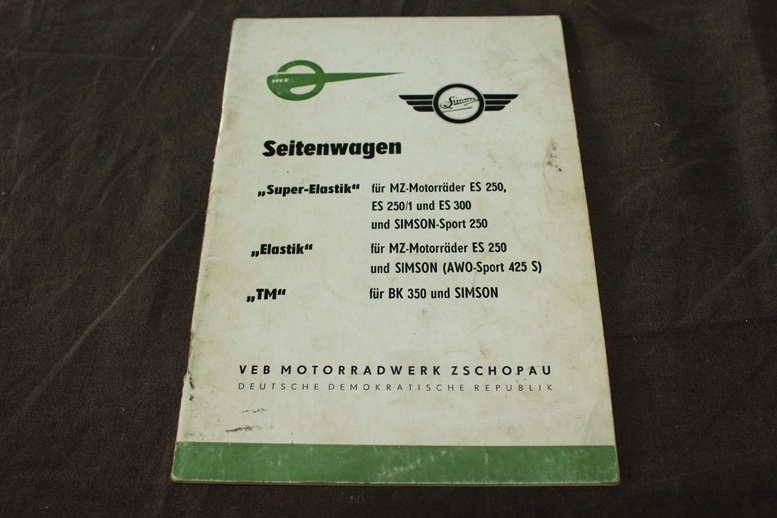 Simson
Seitenwagen
„Super-Elastik“ für MZ-Motorräder ES 250,
ES 250/1 und ES 300
und SIMSON-Sport 250
„Elastik“ für MZ-Motorräder ES 250
und SIMSON (AWO-Sport 425 S)
„TM“ für BK 350 und SIMSON
VEB MOTORRADWERK ZSCHOPAU
DEUTSCHE DEMOKRATISCHE REPUBLIK